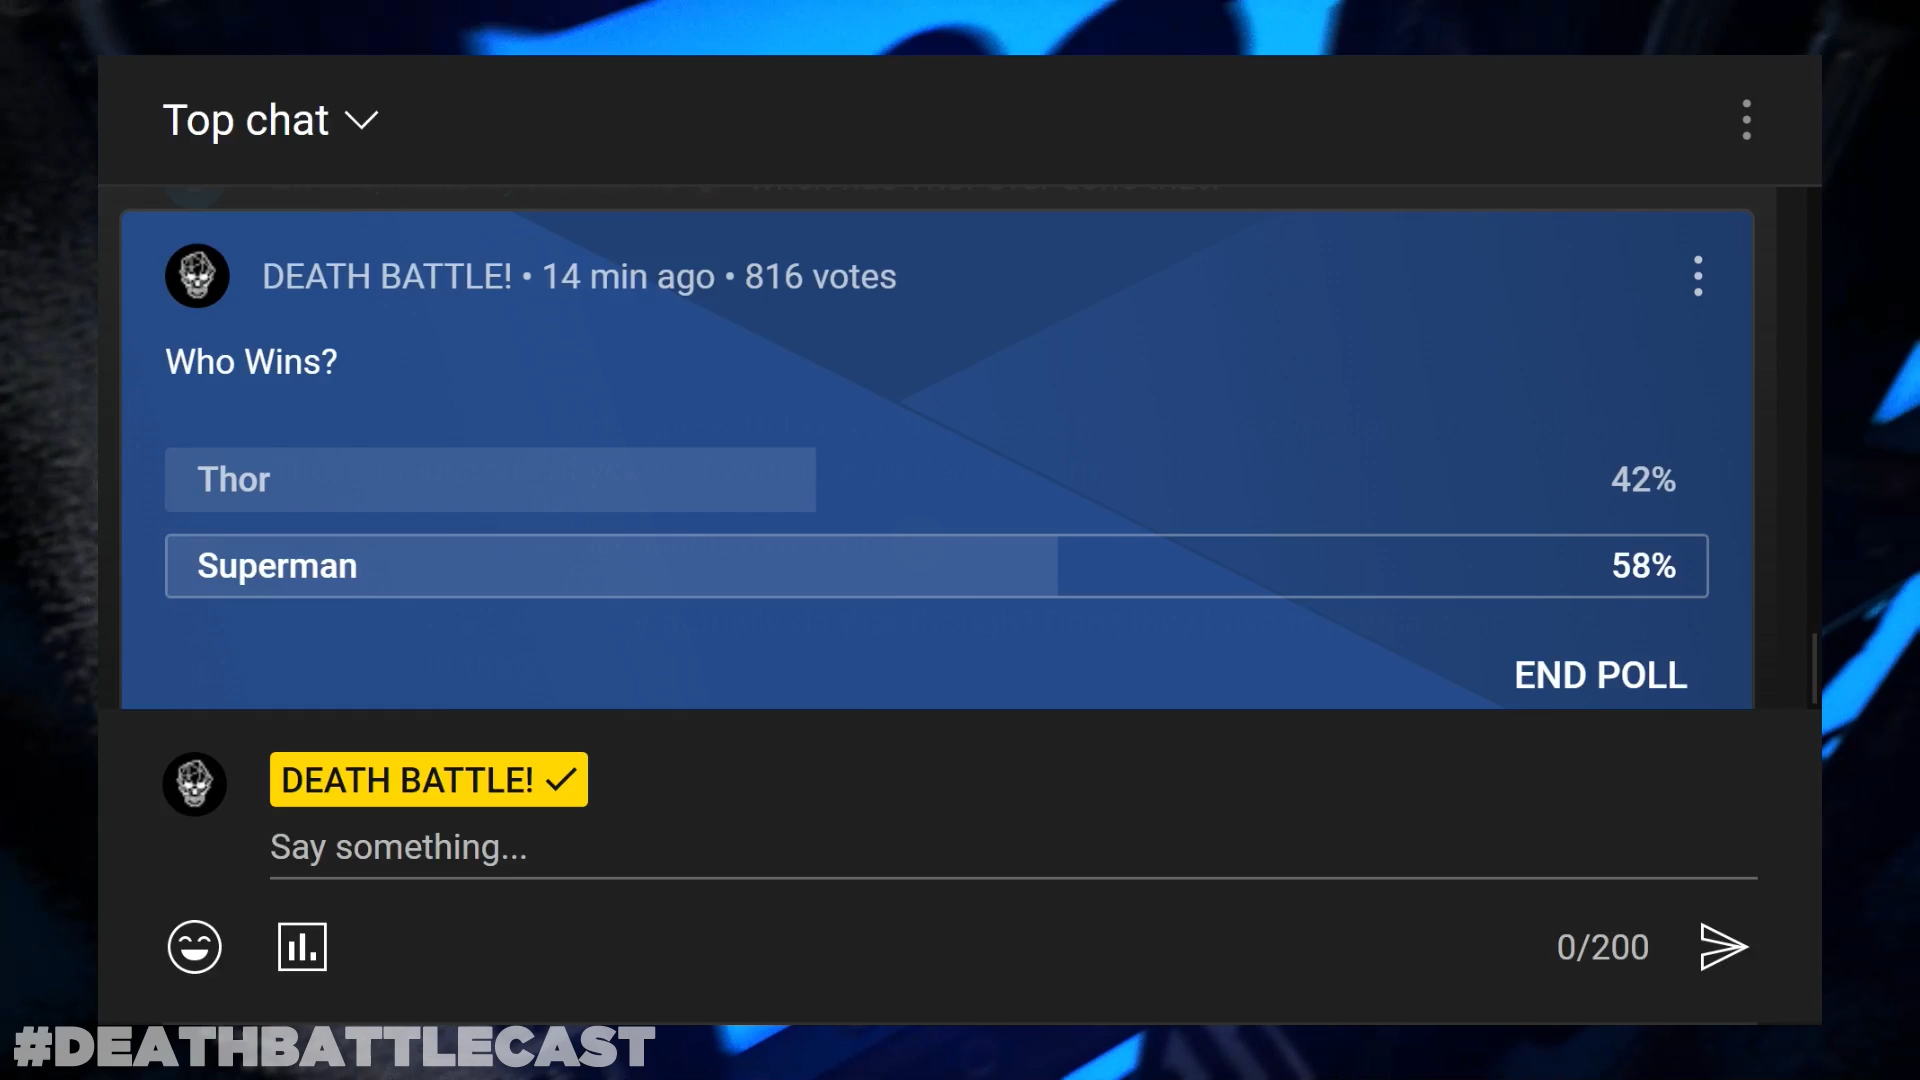 Top chat
DEATH BATTLE! • 14 min ago • 816 votes
Who Wins?
Thor 42%
Superman 58%
END POLL
DEATH BATTLE!
Say something...
0/200
#DEATHBATTLECAST